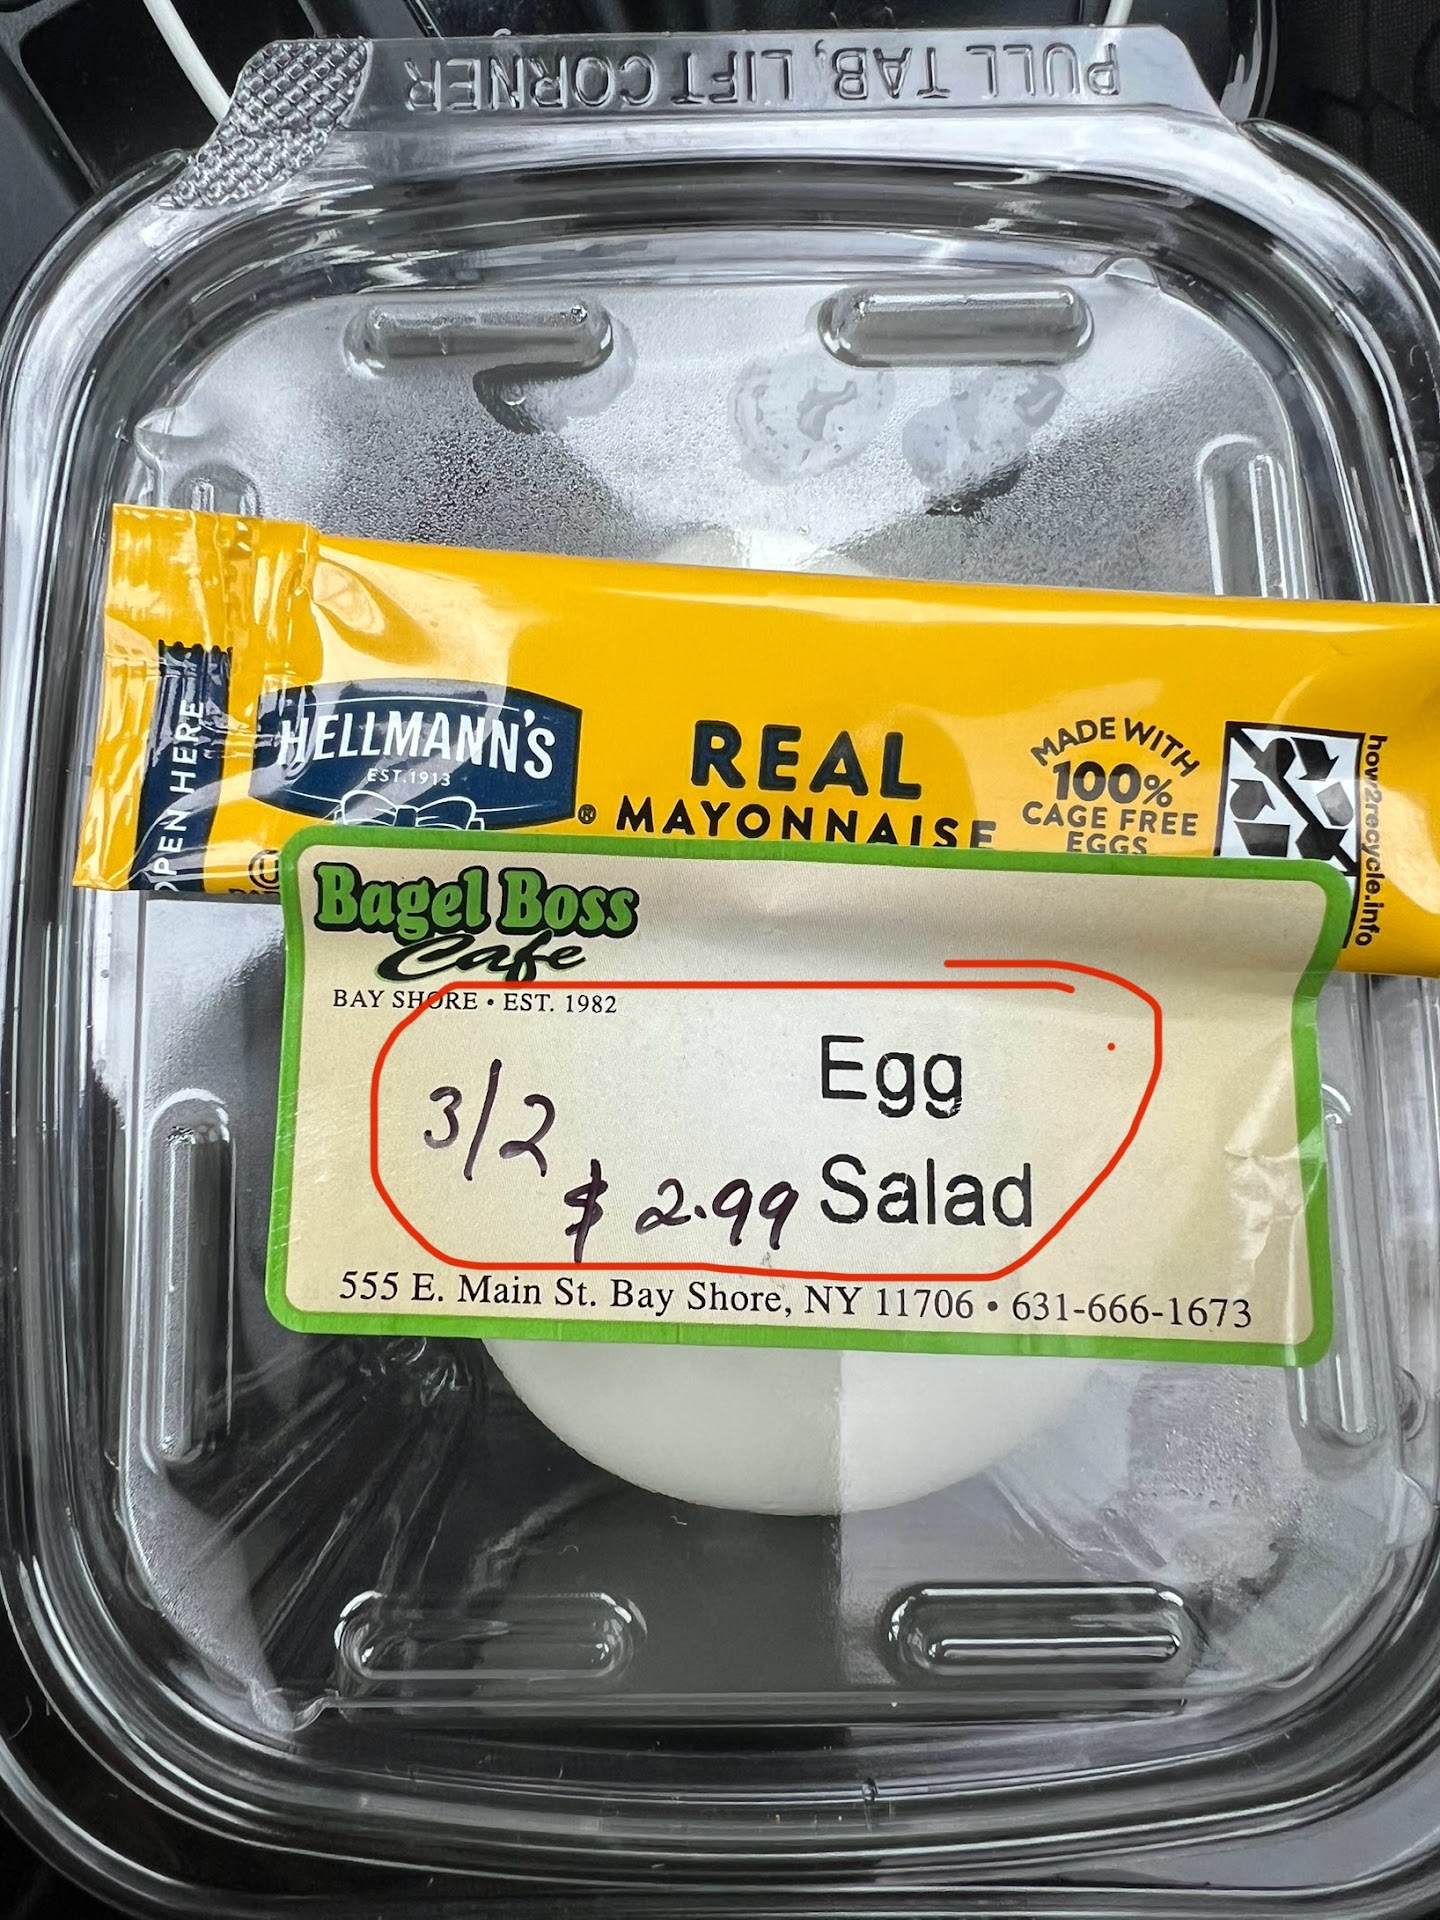 PULL TAB, LIFT CORNER
OPEN HERE
HELLMANN'S
EST.1913
®
REAL
MAYONNAISE
MADE WITH
100%
CAGE FREE
EGGS
how2recycle.info
Bagel Boss
Cafe
BAY SHORE • EST. 1982
Egg
3/2
$ 2.99 Salad
555 E. Main St. Bay Shore, NY 11706 • 631-666-1673